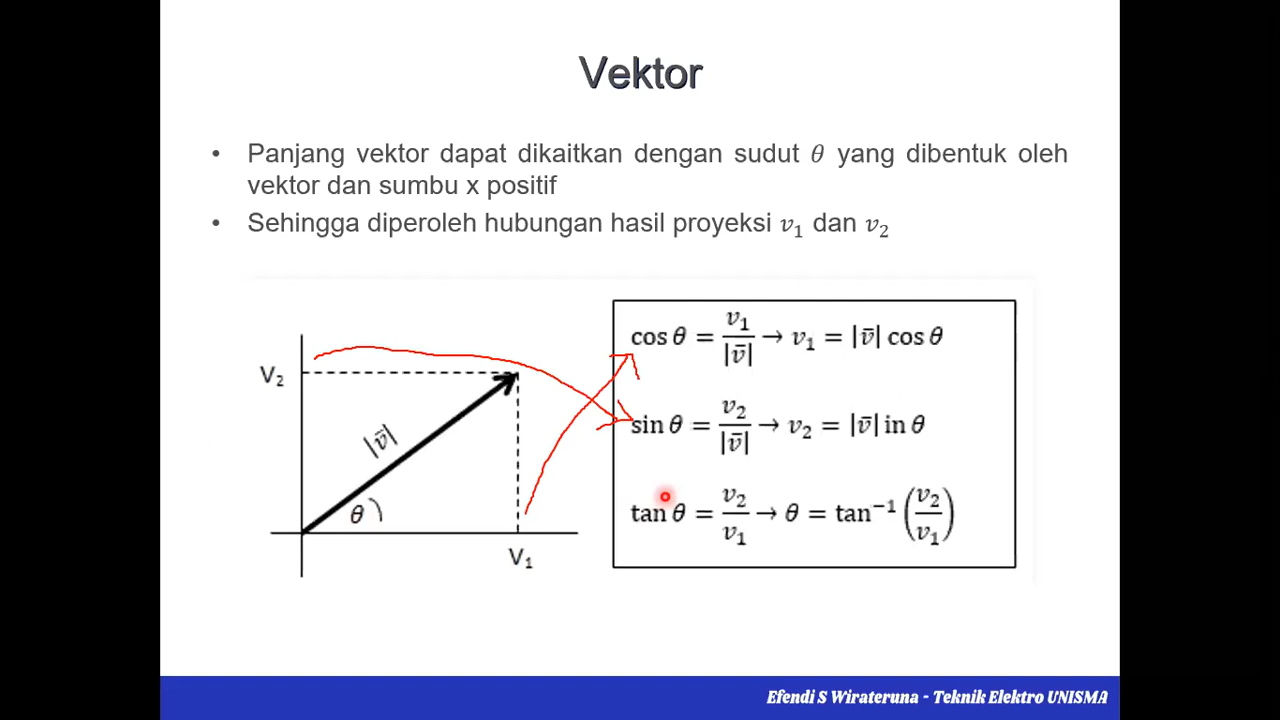 Vektor
• Panjang vektor dapat dikaitkan dengan sudut θ yang dibentuk oleh
vektor dan sumbu x positif
• Sehingga diperoleh hubungan hasil proyeksi v₁ dan v₂
V₂
|v̄|
θ
V₁
cos θ = v₁/|v̄| → v₁ = |v̄| cos θ
sin θ = v₂/|v̄| → v₂ = |v̄| in θ
tan θ = v₂/v₁ → θ = tan⁻¹ (v₂/v₁)
Efendi S Wirateruna - Teknik Elektro UNISMA